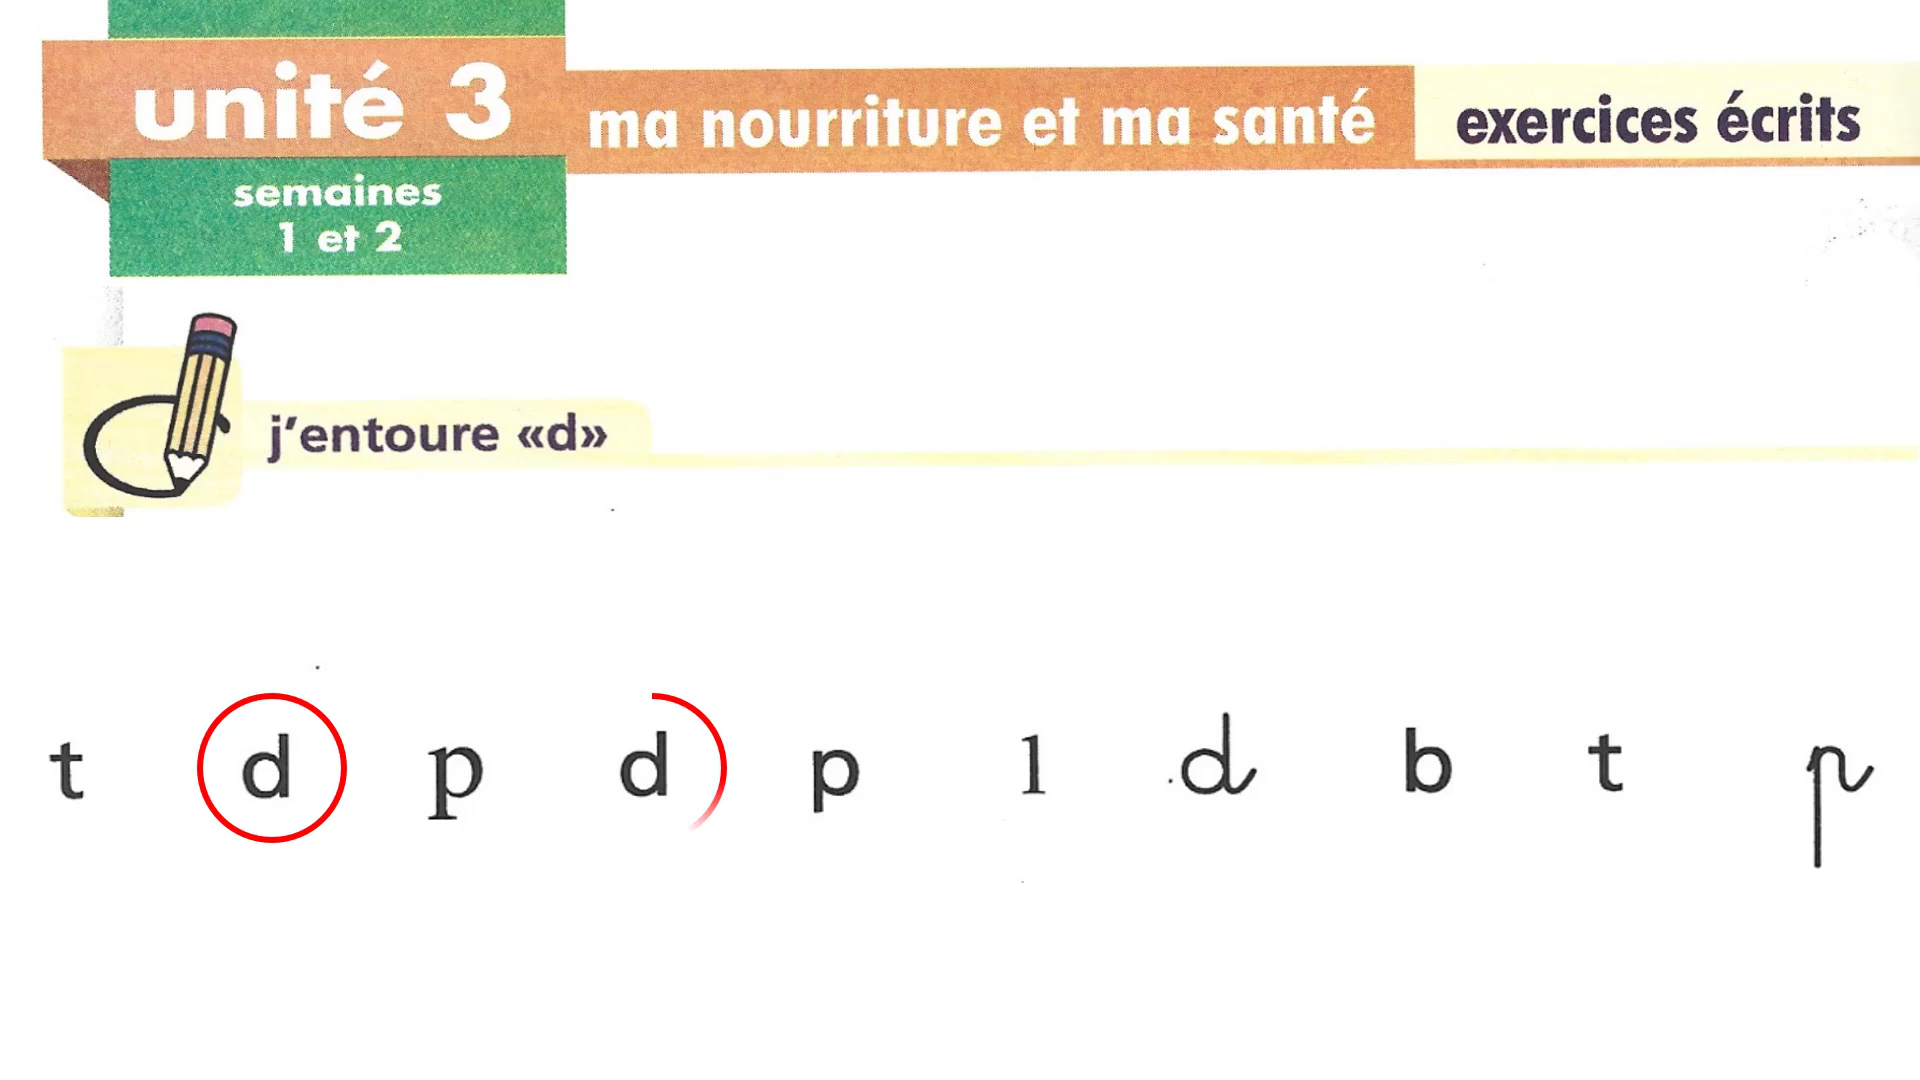 unité 3
ma nourriture et ma santé
exercices écrits
semaines
1 et 2
j'entoure «d»
t d p d p l d b t p